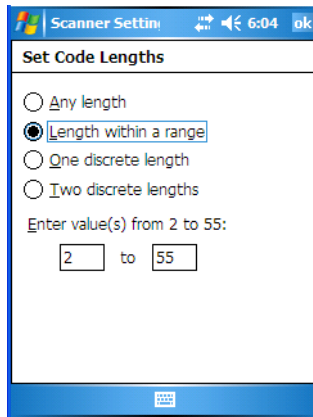 Scanner Settin 6:04 ok
Set Code Lengths
Any length
Length within a range
One discrete length
Two discrete lengths
Enter value(s) from 2 to 55:
2 to 55